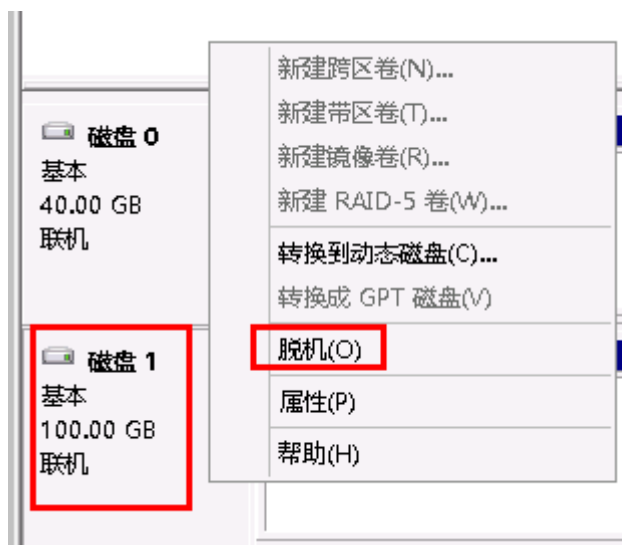 磁盘 0
基本
40.00 GB
联机
磁盘 1
基本
100.00 GB
联机
新建跨区卷(N)...
新建带区卷(T)...
新建镜像卷(R)...
新建 RAID-5 卷(W)...
转换到动态磁盘(C)...
转换成 GPT 磁盘(V)
脱机(O)
属性(P)
帮助(H)